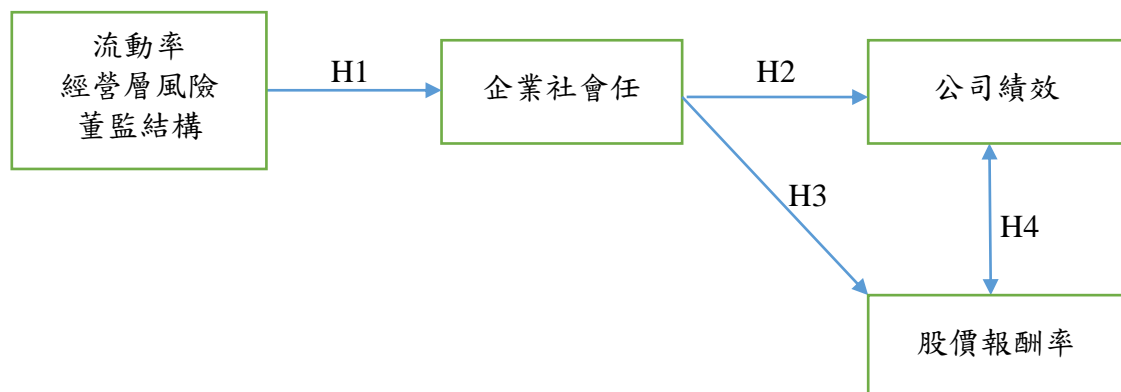 流動率
經營層風險
董監結構
H1
企業社會任
H2
公司績效
H3
H4
股價報酬率